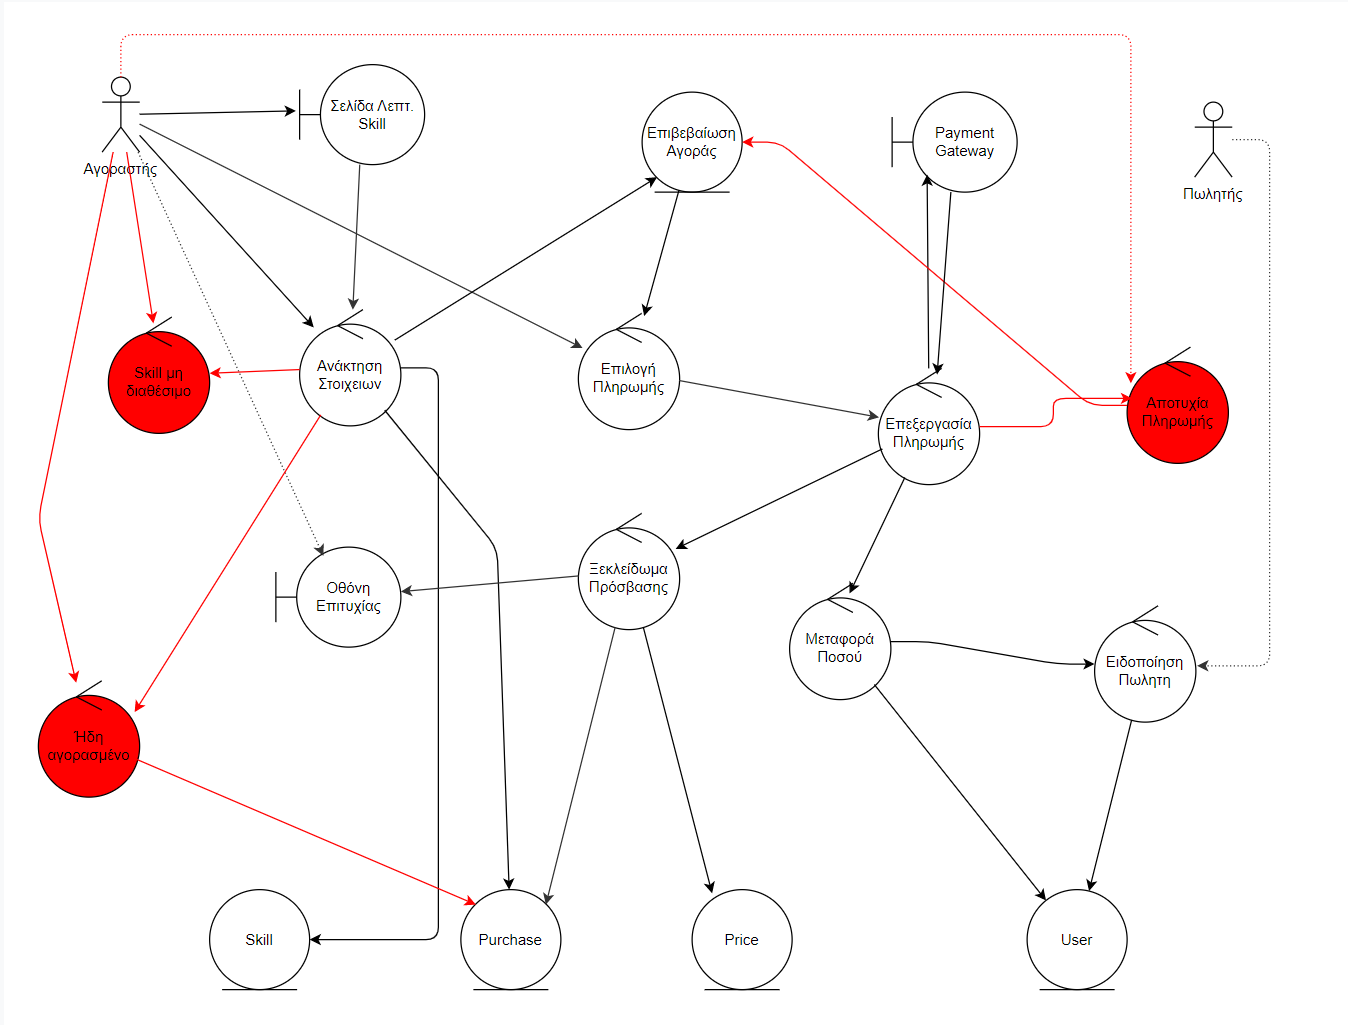 Σελίδα Λεπτ.
Skill
Επιβεβαίωση
Αγοράς
Payment
Gateway
Αγοραστής
Πωλητής
Skill μη
διαθέσιμο
Ανάκτηση
Στοιχειων
Επιλογή
Πληρωμής
Επεξεργασία
Πληρωμής
Αποτυχία
Πληρωμής
Οθόνη
Επιτυχίας
Ξεκλείδωμα
Πρόσβασης
Μεταφορά
Ποσού
Ειδοποίηση
Πωλητη
Ήδη
αγορασμένο
Skill
Purchase
Price
User